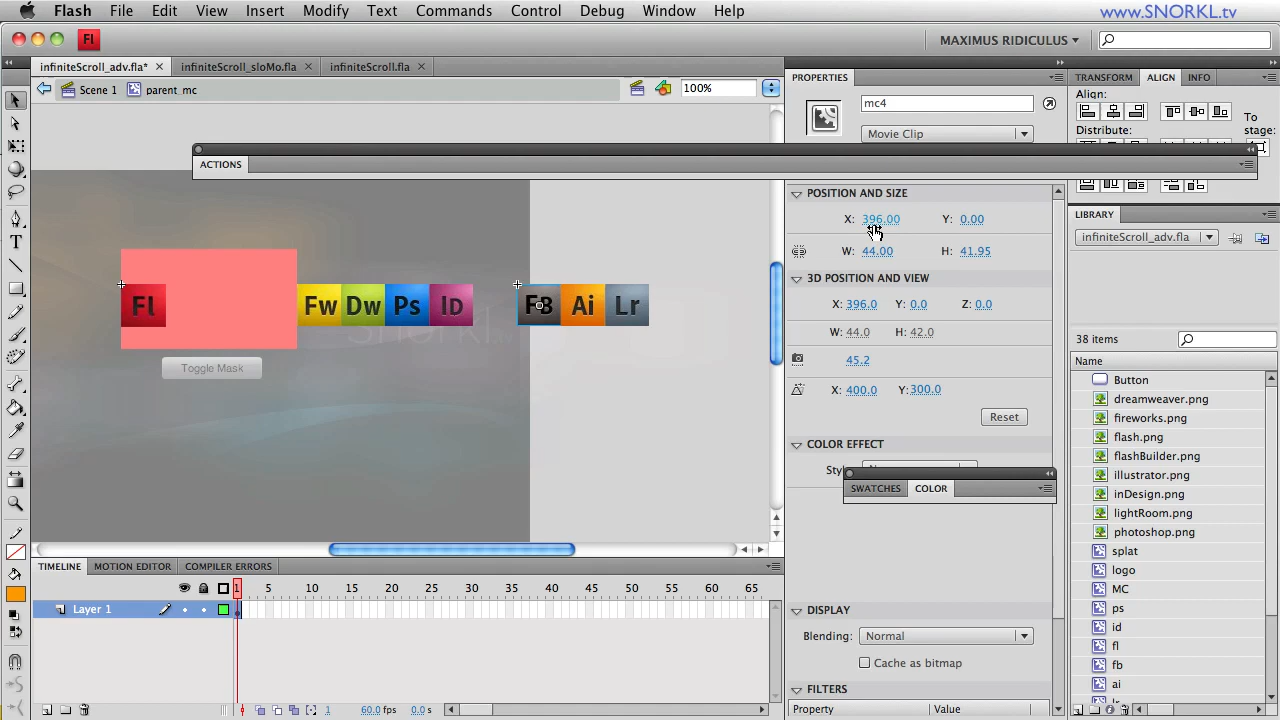 Flash File Edit View Insert Modify Text Commands Control Debug Window Help www.SNORKL.tv
Fl MAXIMUS RIDICULUS
infiniteScroll_adv.fla* infiniteScroll_sloMo.fla infiniteScroll.fla
Scene 1 parent_mc 100%
PROPERTIES
mc4
Movie Clip
TRANSFORM ALIGN INFO
Align:
Distribute:
To
stage:
ACTIONS
POSITION AND SIZE
X: 396.00 Y: 0.00
W: 44.00 H: 41.95
3D POSITION AND VIEW
X: 396.0 Y: 0.0 Z: 0.0
W: 44.0 H: 42.0
45.2
X: 400.0 Y: 300.0
Reset
COLOR EFFECT
SWATCHES COLOR
DISPLAY
Blending: Normal
Cache as bitmap
FILTERS
Property Value
LIBRARY
infiniteScroll_adv.fla
38 items
Name
Button
dreamweaver.png
fireworks.png
flash.png
flashBuilder.png
illustrator.png
inDesign.png
lightRoom.png
photoshop.png
splat
logo
MC
ps
id
fl
fb
ai
Fl Fw Dw Ps ID FB Ai Lr
Toggle Mask
TIMELINE MOTION EDITOR COMPILER ERRORS
1 5 10 15 20 25 30 35 40 45 50 55 60 65
Layer 1
1 60.0 fps 0.0 s